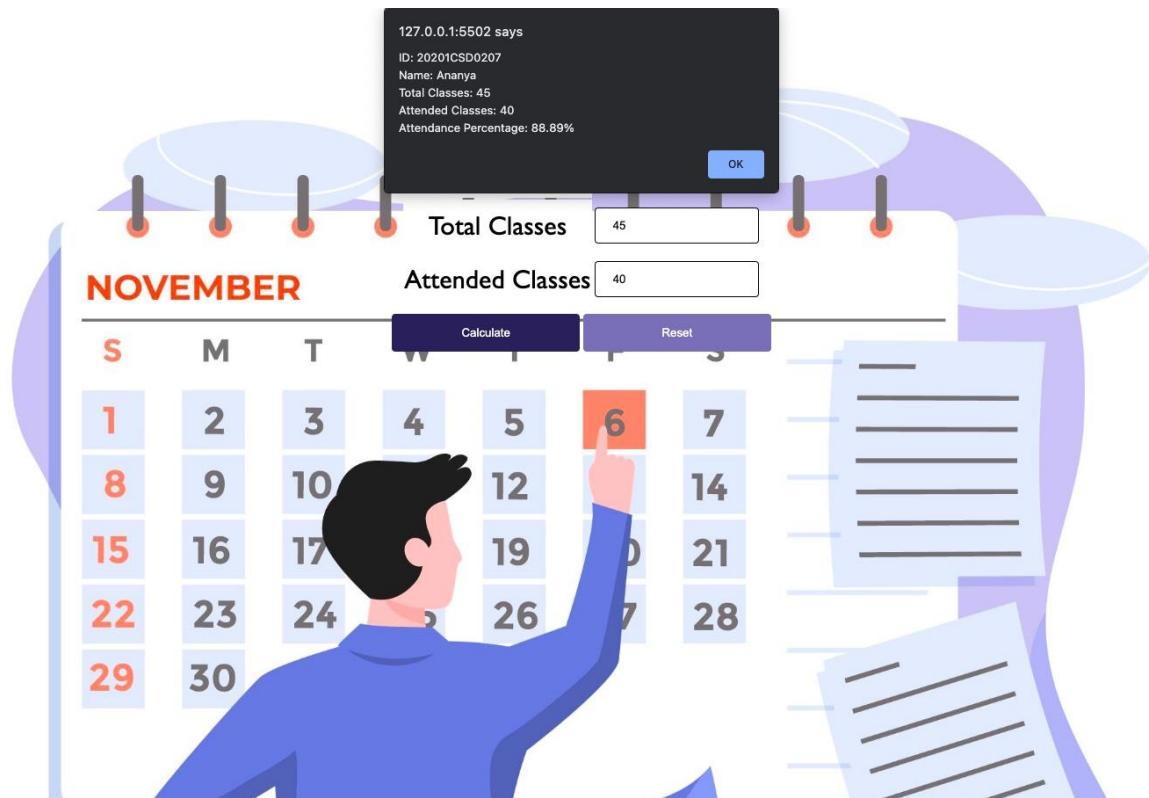 127.0.0.1:5502 says
ID: 20201CSD0207
Name: Ananya
Total Classes: 45
Attended Classes: 40
Attendance Percentage: 88.89%
OK
Total Classes 45
Attended Classes 40
Calculate Reset
NOVEMBER
S M T
1 2 3 4 5 6 7
8 9 10 12 14
15 16 17 19 21
22 23 24 26 28
29 30